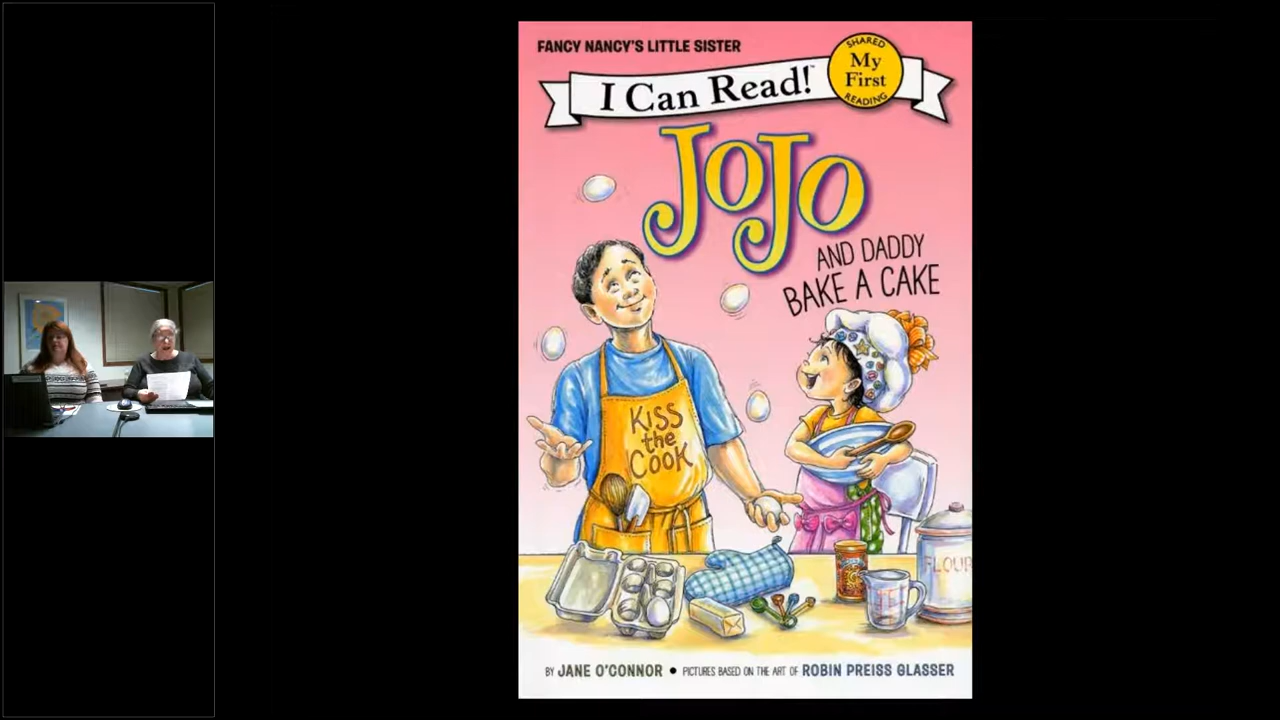 FANCY NANCY'S LITTLE SISTER
I Can Read!™
SHARED
My
First
READING
JoJo
AND DADDY
BAKE A CAKE
KISS
the
COOK
FLOUR
BY JANE O'CONNOR • PICTURES BASED ON THE ART OF ROBIN PREISS GLASSER